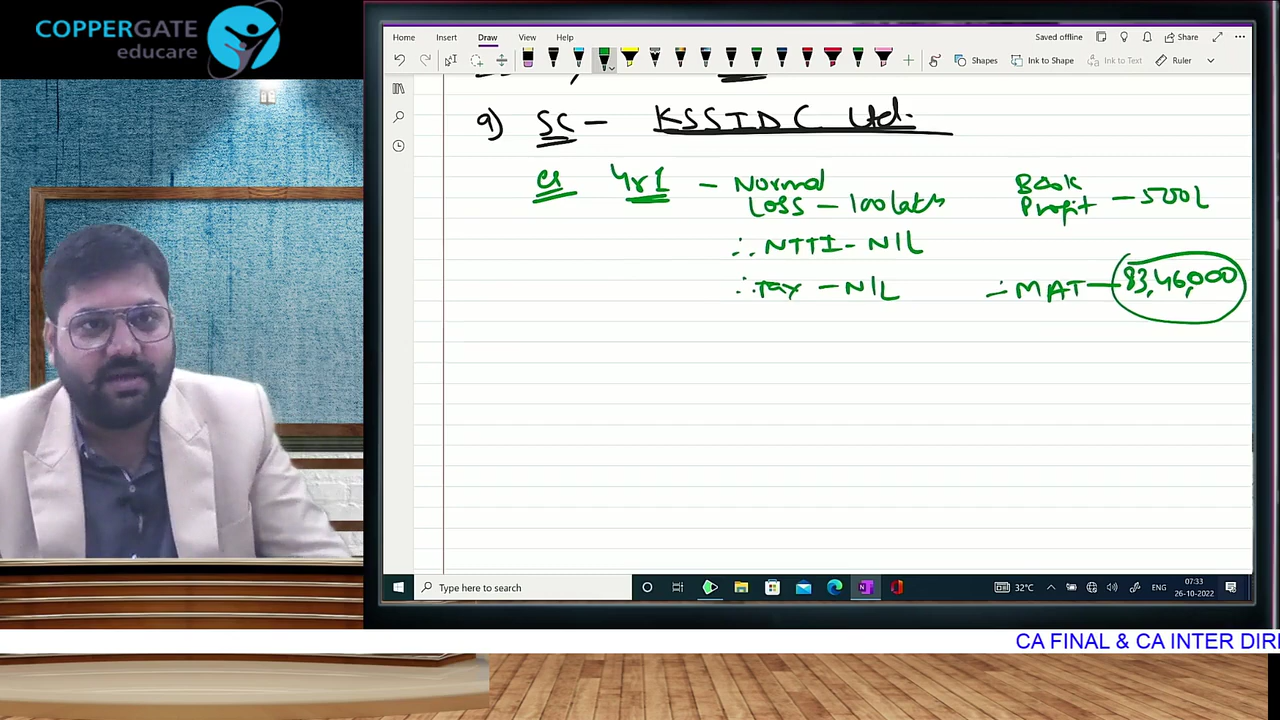 COPPERGATE
educare
Home Insert Draw View Help
Saved offline
Share
Shapes
Ink to Shape
Ink to Text
Ruler
9) SC - KSSIDC Ltd.
eg Yr 1 - Normal
Loss - 100 lakhs
Book
Profit - 500L
∴ NTTI - NIL
∴ Tax - NIL
∴ MAT - 83,46,000
Type here to search
32°C
ENG
07:33
26-10-2022
CA FINAL & CA INTER DIRE